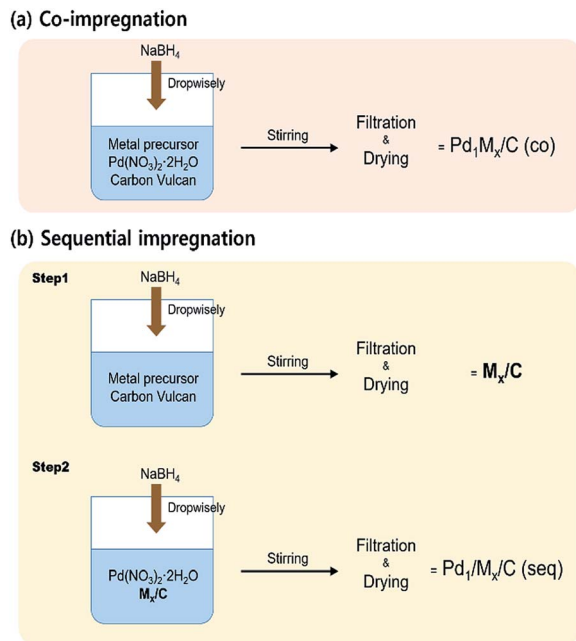 (a) Co-impregnation
NaBH₄
Dropwisely
Metal precursor
Pd(NO₃)₂·2H₂O
Carbon Vulcan
Stirring
Filtration
&
Drying
= Pd₁Mₓ/C (co)
(b) Sequential impregnation
Step1
NaBH₄
Dropwisely
Metal precursor
Carbon Vulcan
Stirring
Filtration
&
Drying
= Mₓ/C
Step2
NaBH₄
Dropwisely
Pd(NO₃)₂·2H₂O
Mₓ/C
Stirring
Filtration
&
Drying
= Pd₁/Mₓ/C (seq)